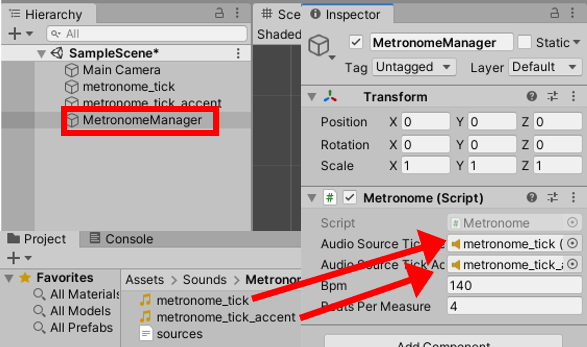 Hierarchy
All
SampleScene*
Main Camera
metronome_tick
metronome_tick_accent
MetronomeManager
Sce
Shaded
Project
Console
Favorites
All Materials
All Models
All Prefabs
Assets > Sounds > Metrono
metronome_tick
metronome_tick_accent
sources
Inspector
MetronomeManager
Static
Tag Untagged Layer Default
Transform
Position X 0 Y 0 Z 0
Rotation X 0 Y 0 Z 0
Scale X 1 Y 1 Z 1
Metronome (Script)
Script # Metronome
Audio Source Tic metronome_tick (
Audio Source Tick Ac metronome_tick_a
Bpm 140
Beats Per Measure 4
Add Component